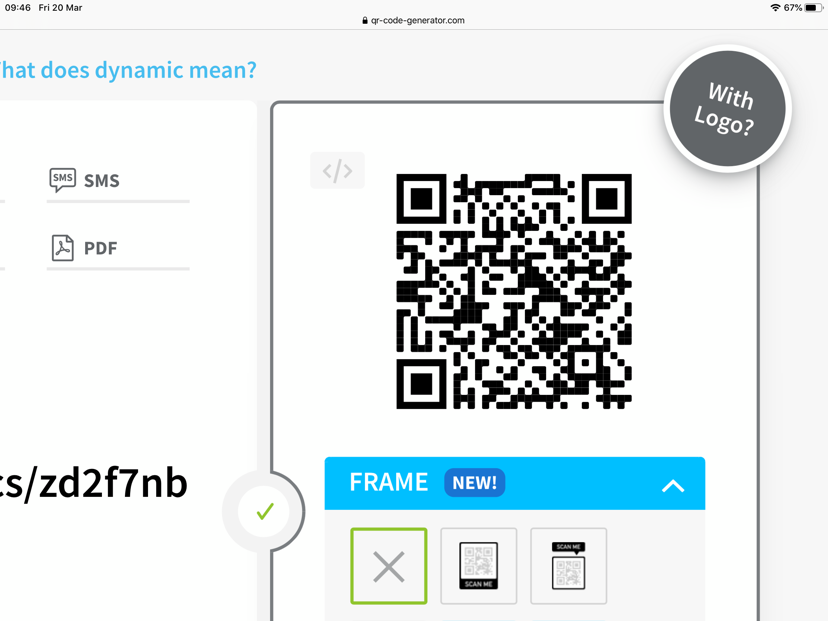 09:46 Fri 20 Mar
qr-code-generator.com
67%
hat does dynamic mean?
With
Logo?
</>
SMS SMS
PDF
cs/zd2f7nb
FRAME NEW!
SCAN ME
SCAN ME